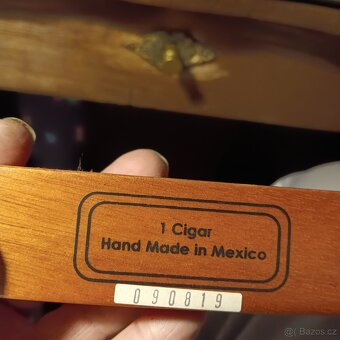 1 Cigar
Hand Made in Mexico
090819
Bazos.cz